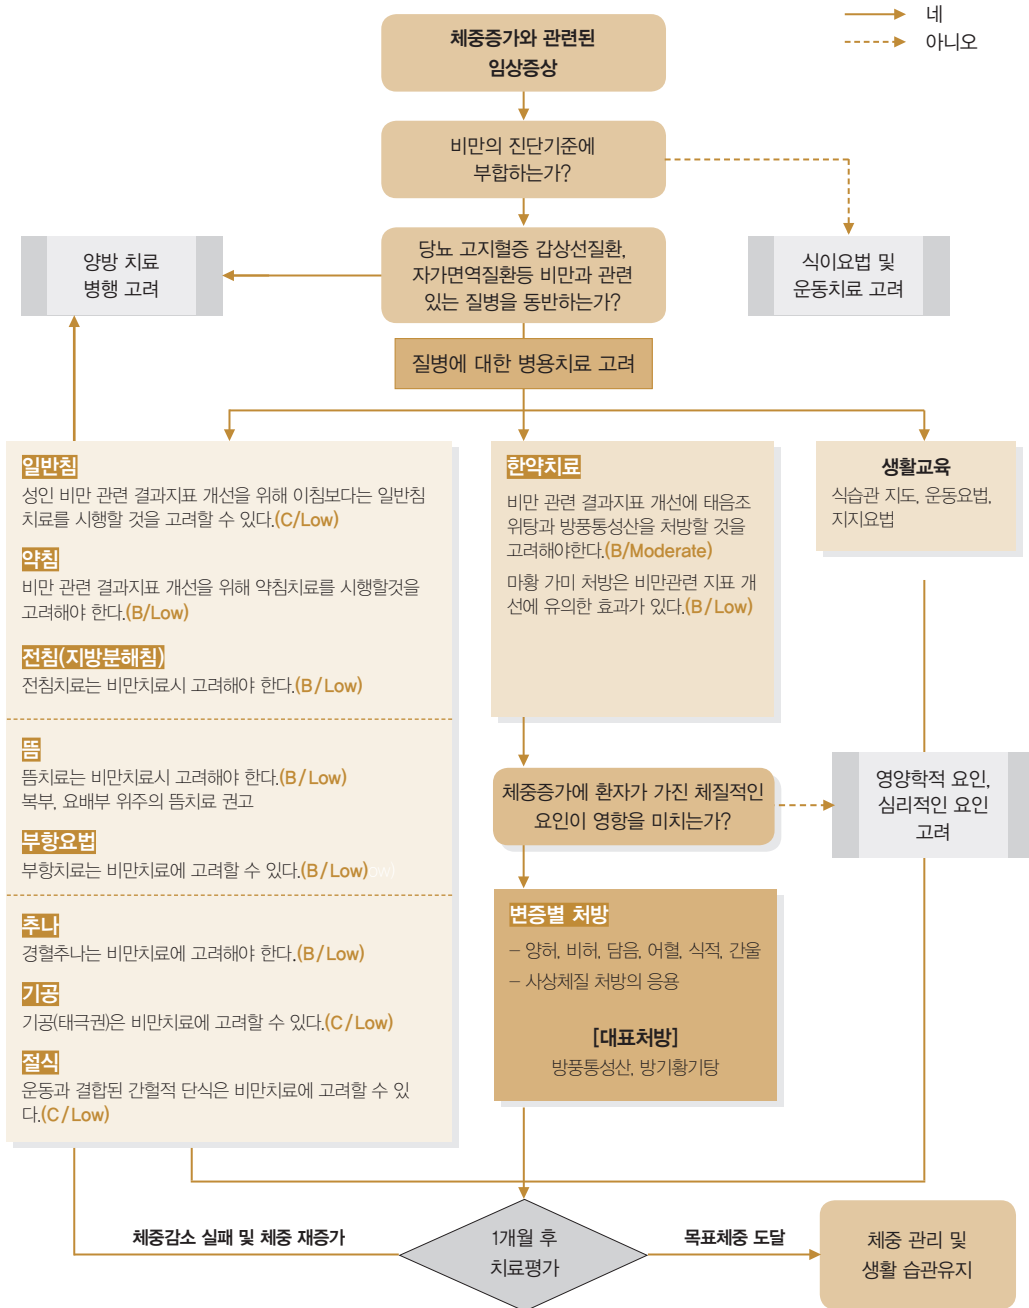 네
아니오
체중증가와 관련된
임상증상
비만의 진단기준에
부합하는가?
당뇨 고지혈증 갑상선질환,
자가면역질환등 비만과 관련
있는 질병을 동반하는가?
양방 치료
병행 고려
식이요법 및
운동치료 고려
질병에 대한 병용치료 고려
일반침
성인 비만 관련 결과지표 개선을 위해 이침보다는 일반침
치료를 시행할 것을 고려할 수 있다.(C/Low)
약침
비만 관련 결과지표 개선을 위해 약침치료를 시행할것을
고려해야 한다.(B/Low)
전침(지방분해침)
전침치료는 비만치료시 고려해야 한다.(B/Low)
뜸
뜸치료는 비만치료시 고려해야 한다.(B/Low)
복부, 요배부 위주의 뜸치료 권고
부항요법
부항치료는 비만치료에 고려할 수 있다.(B/Low)
추나
경혈추나는 비만치료에 고려해야 한다.(B/Low)
기공
기공(태극권)은 비만치료에 고려할 수 있다.(C/Low)
절식
운동과 결합된 간헐적 단식은 비만치료에 고려할 수 있
다.(C/Low)
한약치료
비만 관련 결과지표 개선에 태음조
위탕과 방풍통성산을 처방할 것을
고려해야한다.(B/Moderate)
마황 가미 처방은 비만관련 지표 개
선에 유의한 효과가 있다.(B/Low)
생활교육
식습관 지도, 운동요법,
지지요법
체중증가에 환자가 가진 체질적인
요인이 영항을 미치는가?
영양학적 요인,
심리적인 요인
고려
변증별 처방
– 양허, 비허, 담음, 어혈, 식적, 간울
– 사상체질 처방의 응용
[대표처방]
방풍통성산, 방기황기탕
체중감소 실패 및 체중 재증가
1개월 후
치료평가
목표체중 도달
체중 관리 및
생활 습관유지